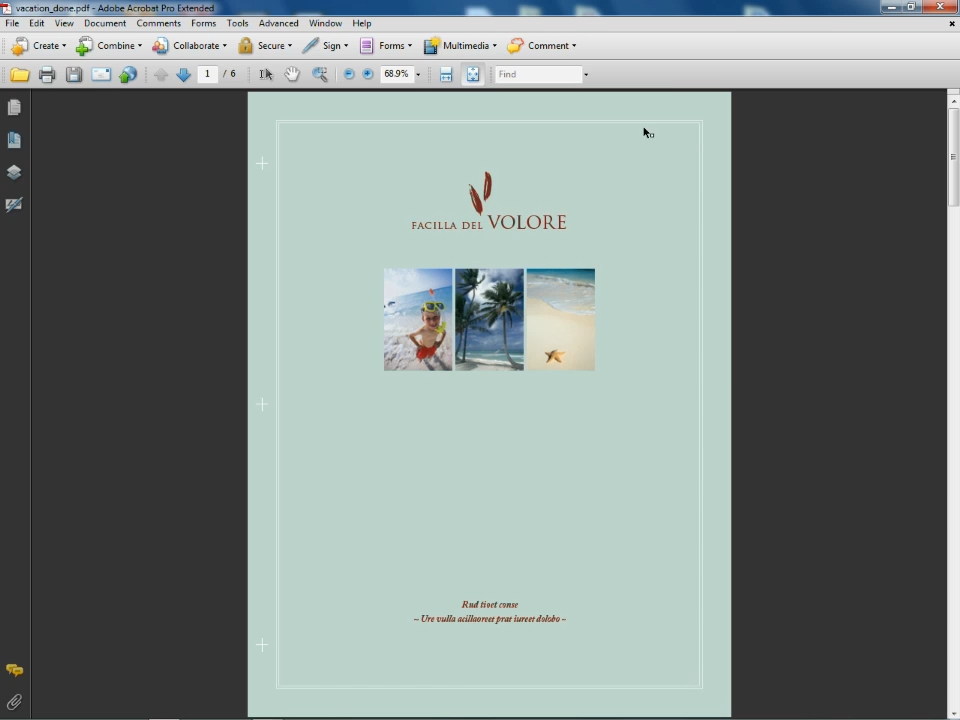 vacation_done.pdf - Adobe Acrobat Pro Extended
File Edit View Document Comments Forms Tools Advanced Window Help
Create Combine Collaborate Secure Sign Forms Multimedia Comment
1 / 6 68.9% Find
FACILLA DEL VOLORE
Rud tivet conse
~ Ure vulla acillaorees prat iureet dolobo ~